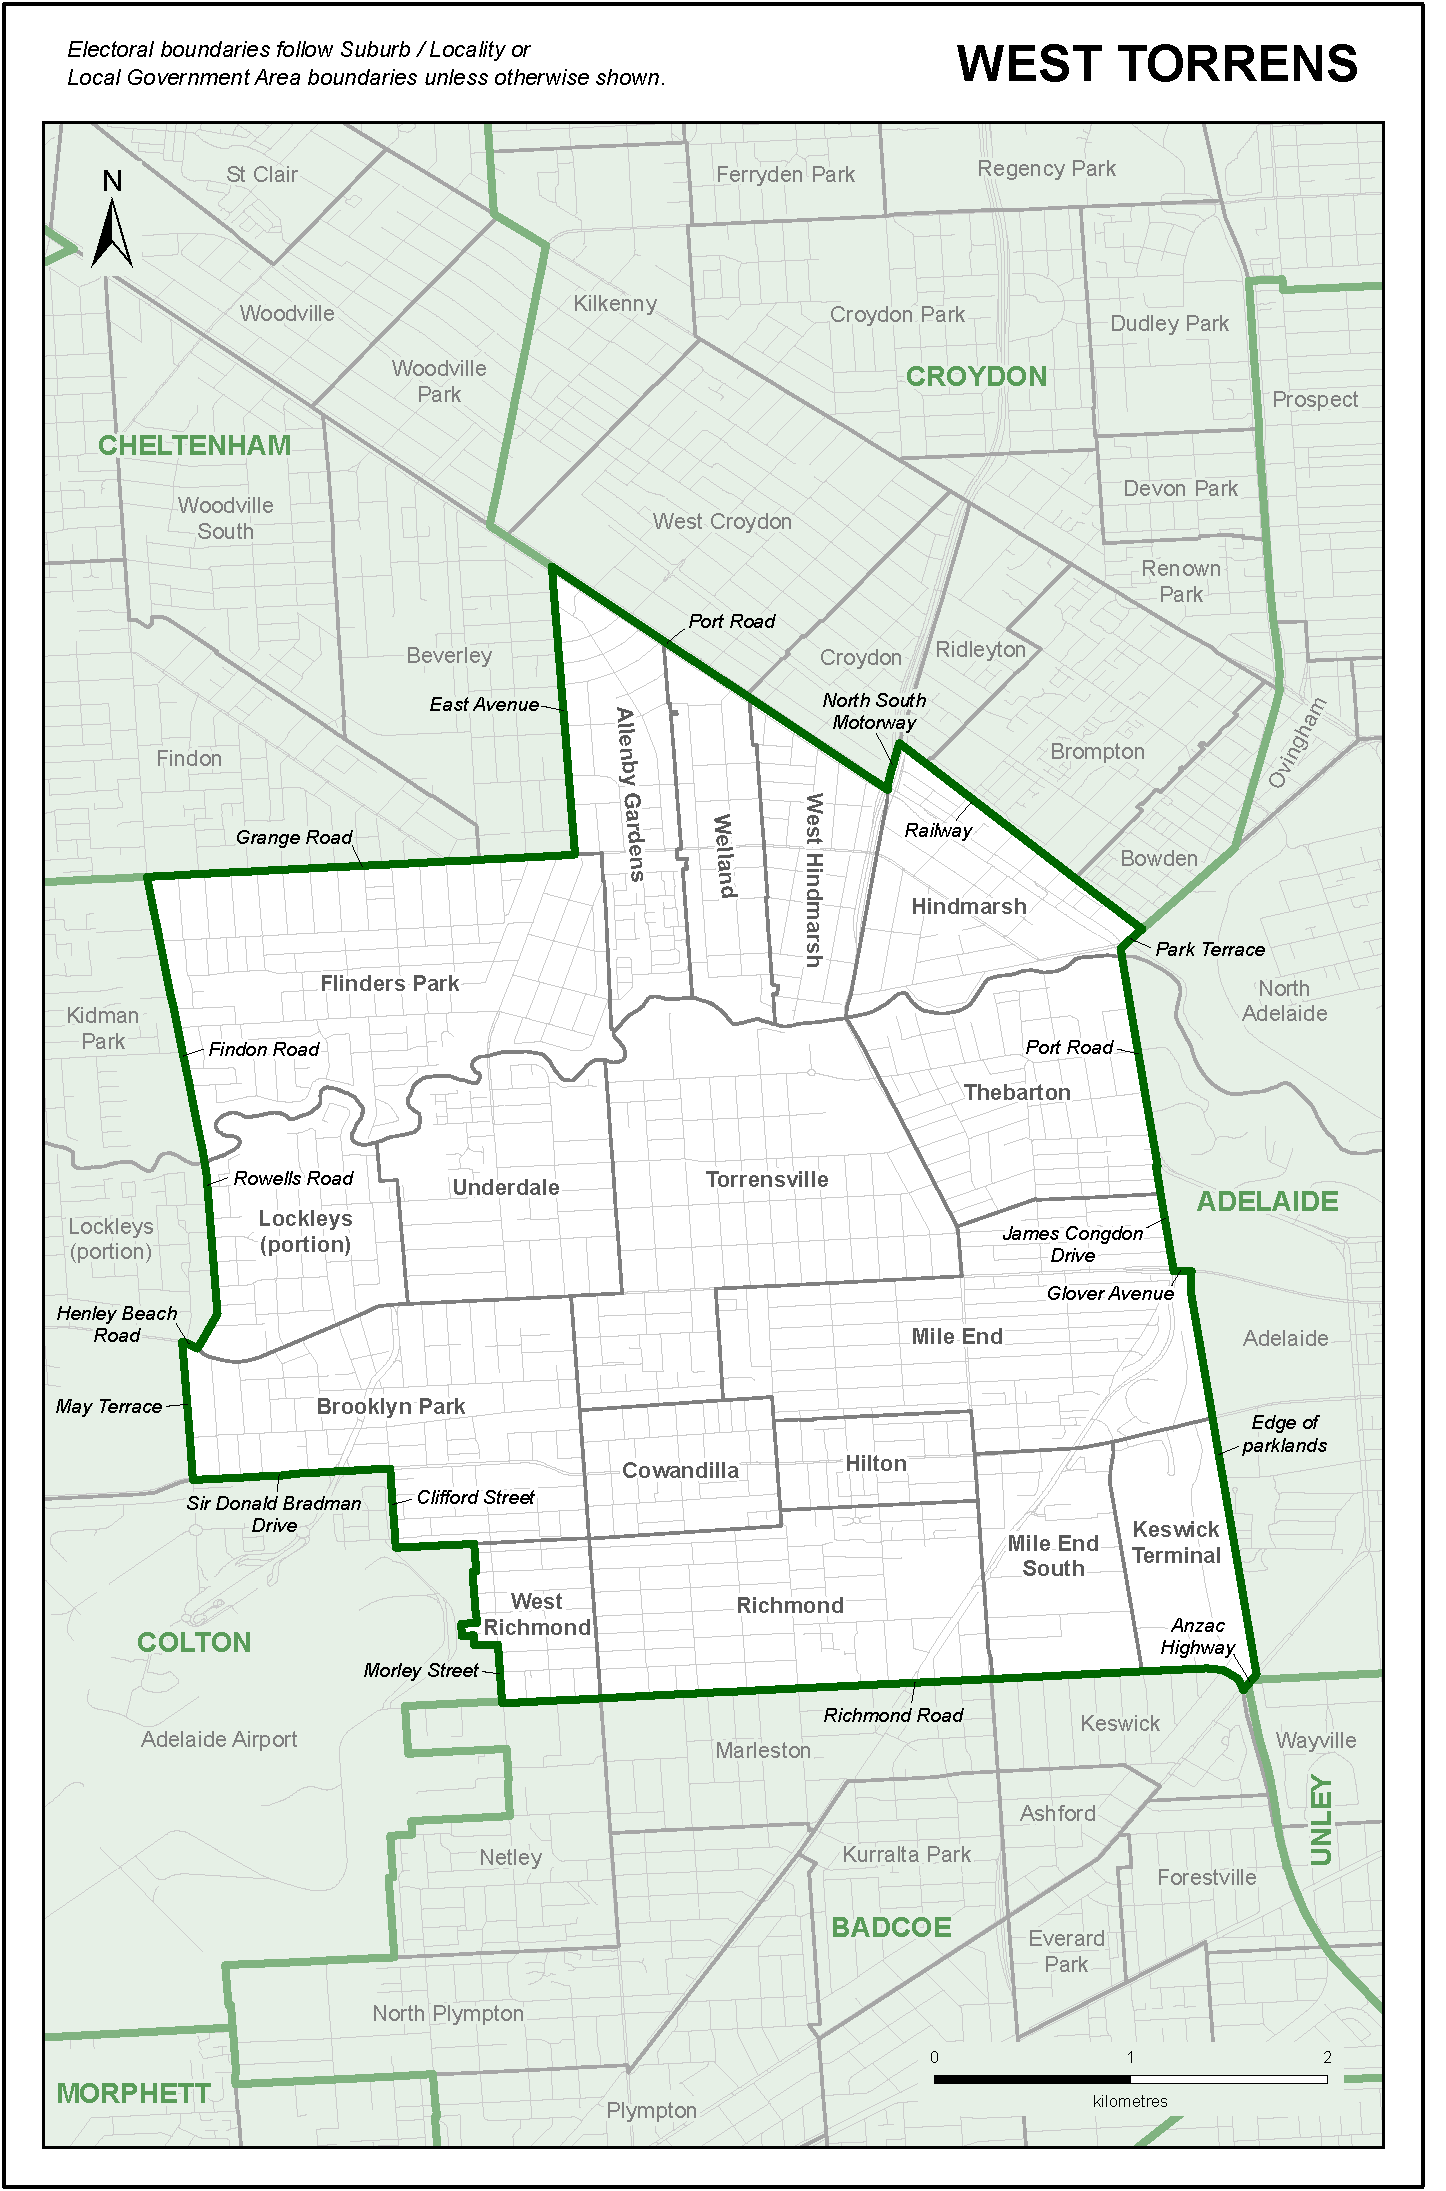 Electoral boundaries follow Suburb / Locality or
Local Government Area boundaries unless otherwise shown.
WEST TORRENS
N
St Clair
Ferryden Park
Regency Park
Woodville
Kilkenny
Croydon Park
Dudley Park
Woodville
Park
CROYDON
Prospect
CHELTENHAM
Woodville
South
West Croydon
Devon Park
Renown
Park
Port Road
Beverley
Croydon
Ridleyton
East Avenue
North South
Motorway
Allenby Gardens
Findon
Brompton
Ovingham
Welland
West Hindmarsh
Grange Road
Railway
Bowden
Hindmarsh
Park Terrace
Flinders Park
Kidman
Park
North
Adelaide
Findon Road
Port Road
Thebarton
Rowells Road
Underdale
Torrensville
ADELAIDE
Lockleys
(portion)
Lockleys
(portion)
James Congdon
Drive
Glover Avenue
Henley Beach
Road
Mile End
Adelaide
May Terrace
Brooklyn Park
Edge of
parklands
Cowandilla
Hilton
Sir Donald Bradman
Drive
Clifford Street
Mile End
South
Keswick
Terminal
West
Richmond
Richmond
COLTON
Anzac
Highway
Morley Street
Richmond Road
Adelaide Airport
Marleston
Keswick
Wayville
Ashford
UNLEY
Netley
Kurralta Park
Forestville
BADCOE
Everard
Park
North Plympton
0 1 2
kilometres
MORPHETT
Plympton